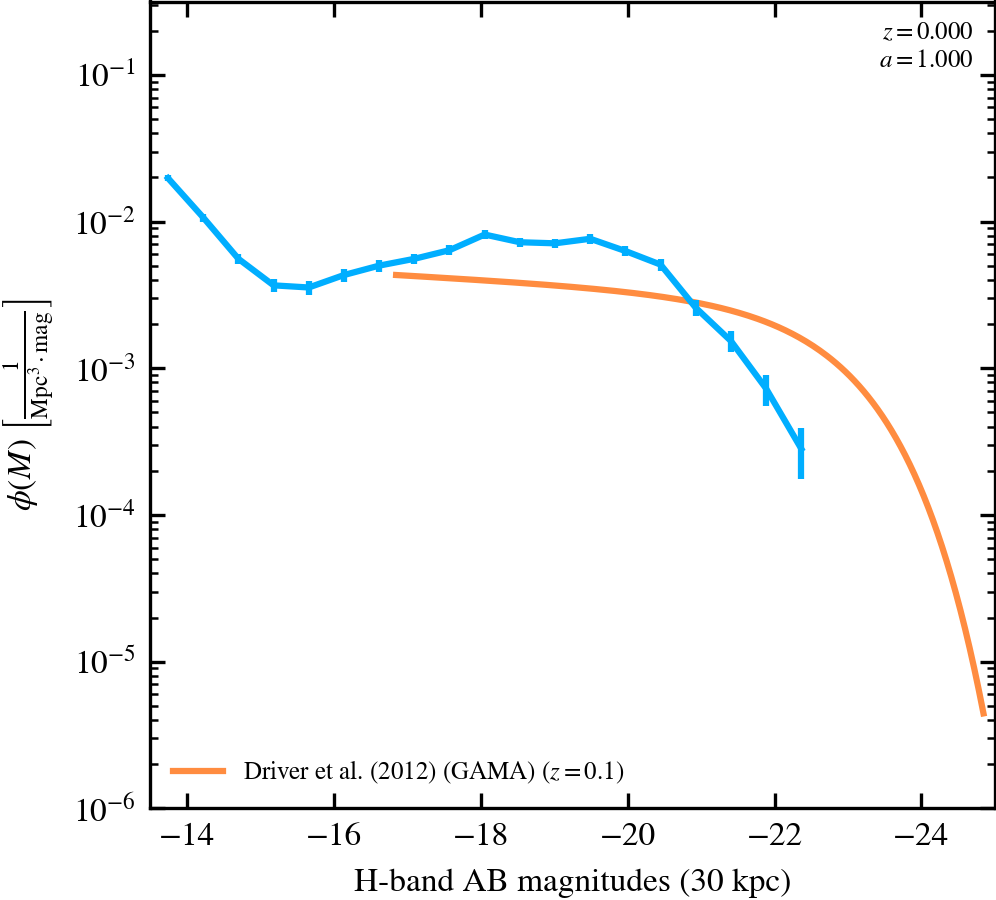 z = 0.000
a = 1.000
10⁻¹
10⁻²
10⁻³
10⁻⁴
10⁻⁵
10⁻⁶
ϕ(M) [1 / Mpc³ · mag]
Driver et al. (2012) (GAMA) (z = 0.1)
−14 −16 −18 −20 −22 −24
H-band AB magnitudes (30 kpc)